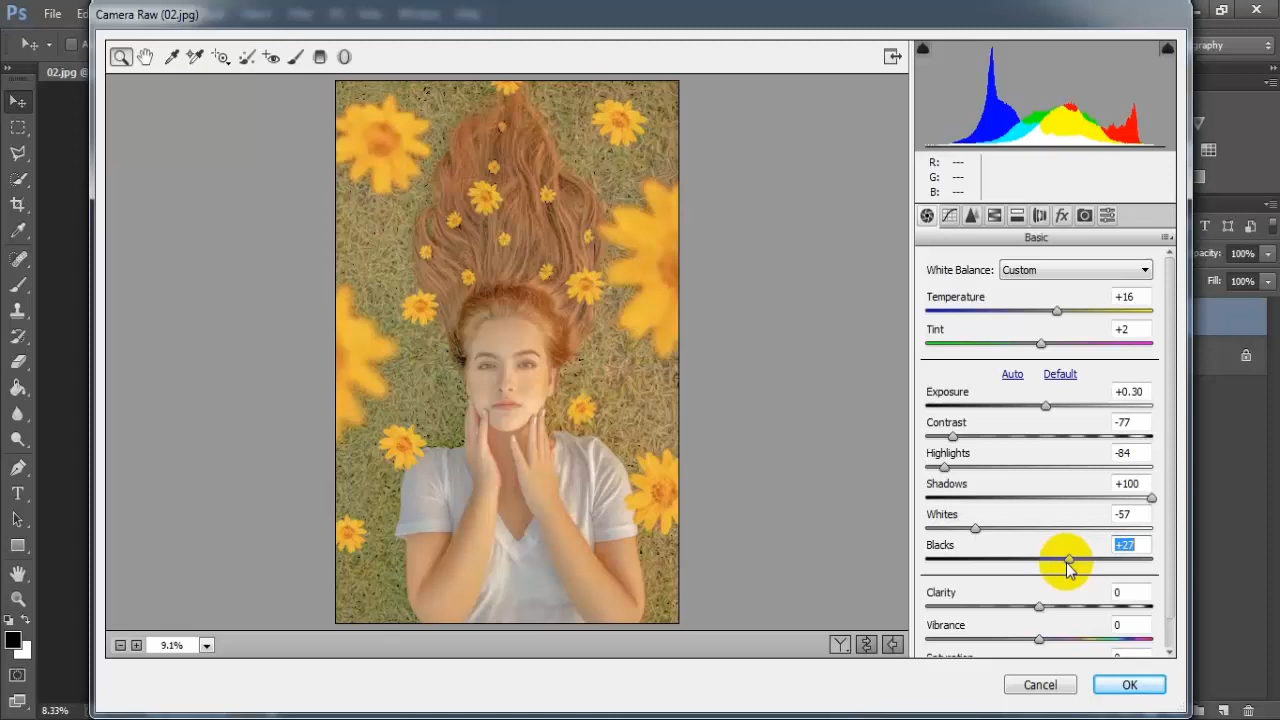 Camera Raw (02.jpg)
Ps File
02.jpg @
graphy
R: ---
G: ---
B: ---
fx
Basic
White Balance: Custom
Temperature +16
Tint +2
Auto Default
Exposure +0.30
Contrast -77
Highlights -84
Shadows +100
Whites -57
Blacks +27
Clarity 0
Vibrance 0
pacity: 100%
Fill: 100%
9.1%
Cancel OK
8.33%